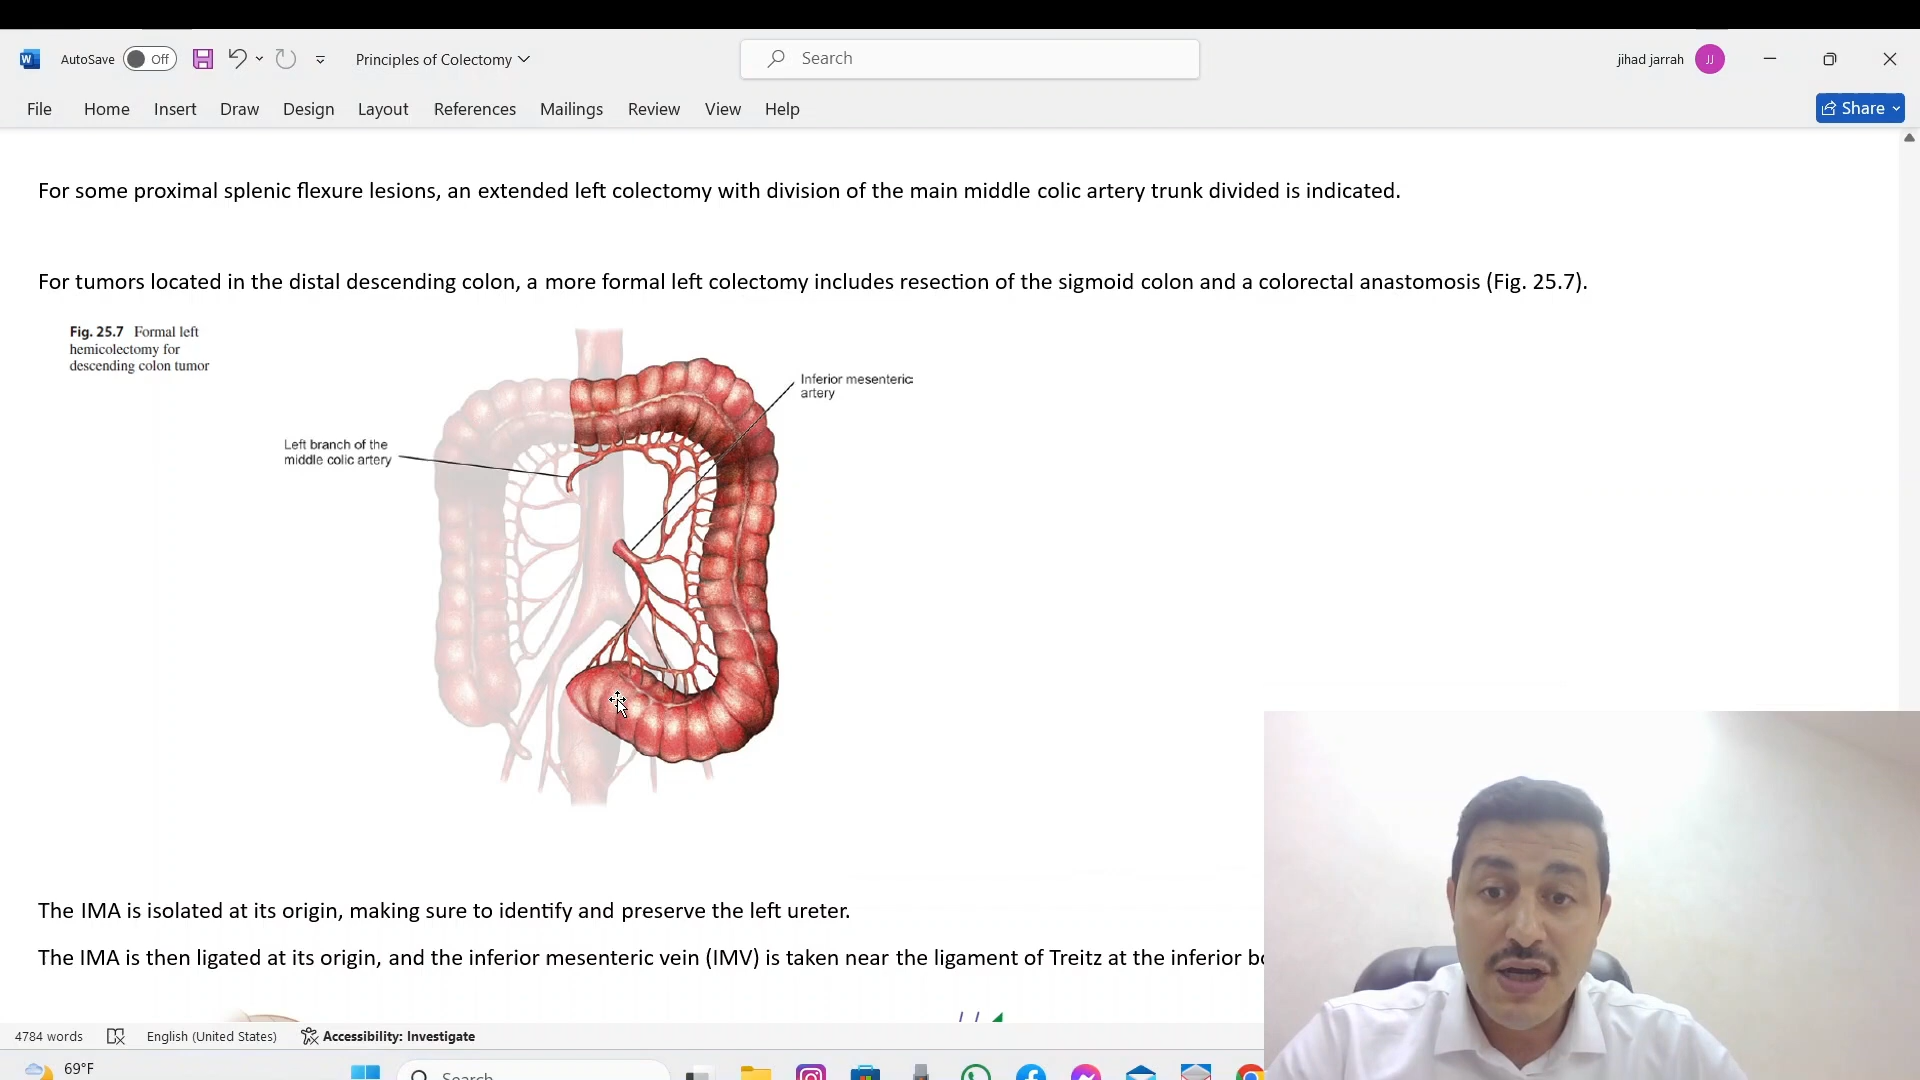 AutoSave Off Principles of Colectomy Search jihad jarrah JJ
File Home Insert Draw Design Layout References Mailings Review View Help Share
For some proximal splenic flexure lesions, an extended left colectomy with division of the main middle colic artery trunk divided is indicated.
For tumors located in the distal descending colon, a more formal left colectomy includes resection of the sigmoid colon and a colorectal anastomosis (Fig. 25.7).
Fig. 25.7 Formal left
hemicolectomy for
descending colon tumor
Inferior mesenteric
artery
Left branch of the
middle colic artery
The IMA is isolated at its origin, making sure to identify and preserve the left ureter.
The IMA is then ligated at its origin, and the inferior mesenteric vein (IMV) is taken near the ligament of Treitz at the inferior
4784 words English (United States) Accessibility: Investigate
69°F
Search